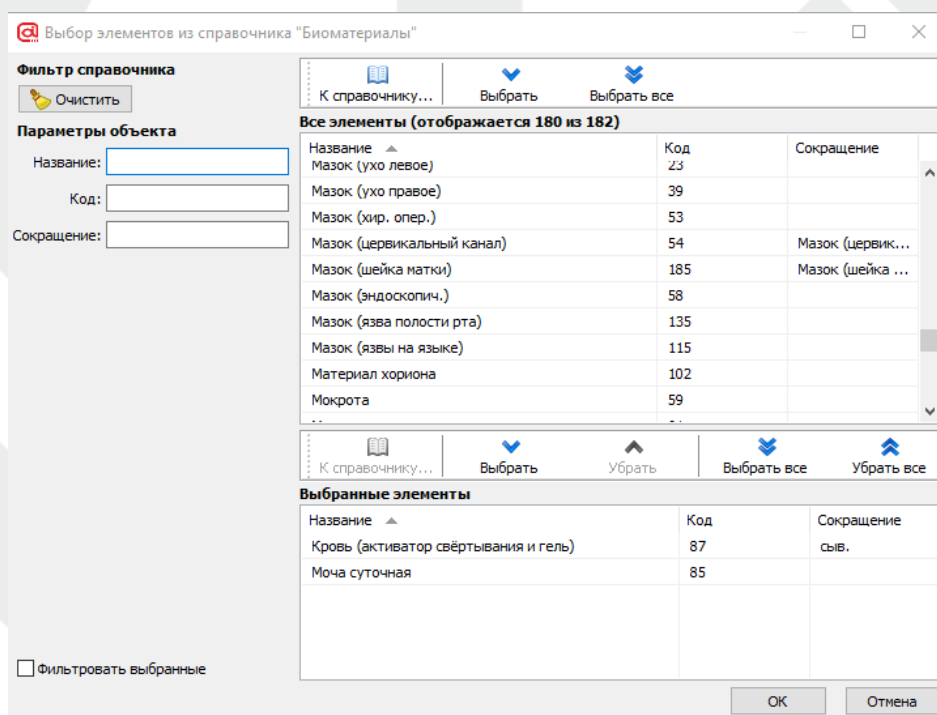 Выбор элементов из справочника "Биоматериалы"
Фильтр справочника
Очистить
Параметры объекта
Название:
Код:
Сокращение:
Фильтровать выбранные
К справочнику... Выбрать Выбрать все
Все элементы (отображается 180 из 182)
Название Код Сокращение
Мазок (ухо левое) 23
Мазок (ухо правое) 39
Мазок (хир. опер.) 53
Мазок (цервикальный канал) 54 Мазок (цервик...
Мазок (шейка матки) 185 Мазок (шейка ...
Мазок (эндоскопич.) 58
Мазок (язва полости рта) 135
Мазок (язвы на языке) 115
Материал хориона 102
Мокрота 59
К справочнику... Выбрать Убрать Выбрать все Убрать все
Выбранные элементы
Название Код Сокращение
Кровь (активатор свёртывания и гель) 87 сыв.
Моча суточная 85
OK Отмена